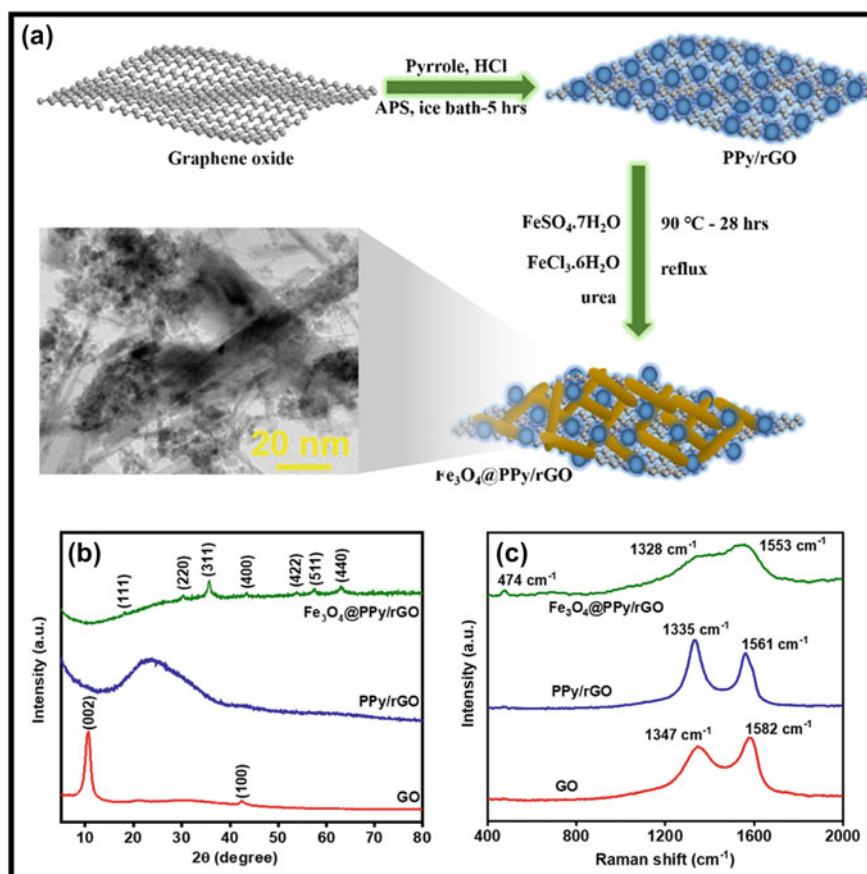 (a)
Pyrrole, HCl
APS, ice bath-5 hrs
Graphene oxide
PPy/rGO
FeSO₄.7H₂O
90 °C - 28 hrs
FeCl₃.6H₂O
reflux
urea
20 nm
Fe₃O₄@PPy/rGO
(b)
(111)
(220)
(311)
(400)
(422)
(511)
(440)
Fe₃O₄@PPy/rGO
PPy/rGO
(002)
(100)
GO
Intensity (a.u.)
10 20 30 40 50 60 70 80
2θ (degree)
(c)
474 cm⁻¹
1328 cm⁻¹
1553 cm⁻¹
Fe₃O₄@PPy/rGO
1335 cm⁻¹
1561 cm⁻¹
PPy/rGO
1347 cm⁻¹
1582 cm⁻¹
GO
Intensity (a.u.)
400 800 1200 1600 2000
Raman shift (cm⁻¹)